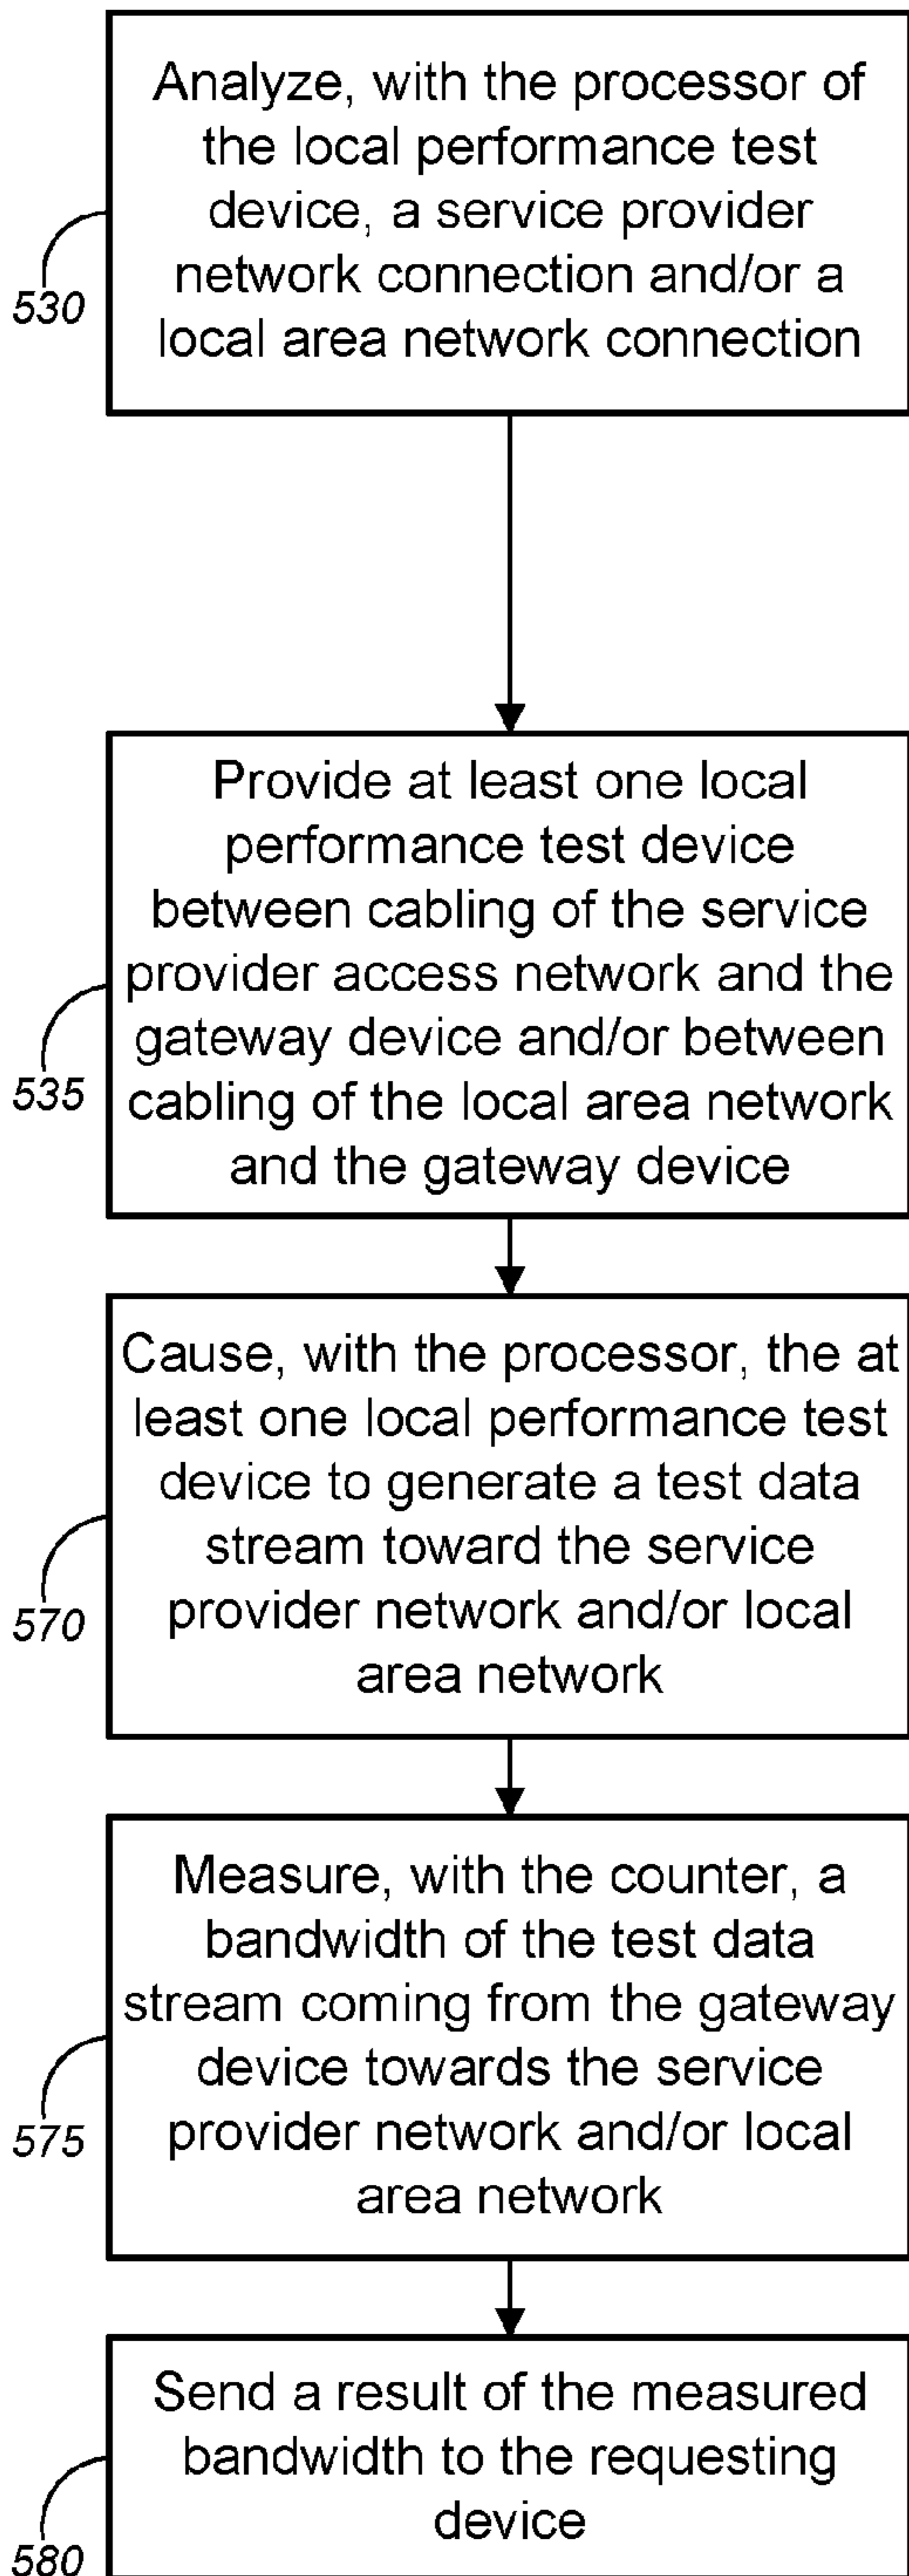 Analyze, with the processor of
the local performance test
device, a service provider
network connection and/or a
local area network connection
530
Provide at least one local
performance test device
between cabling of the service
provider access network and the
gateway device and/or between
cabling of the local area network
and the gateway device
535
Cause, with the processor, the at
least one local performance test
device to generate a test data
stream toward the service
provider network and/or local
area network
570
Measure, with the counter, a
bandwidth of the test data
stream coming from the gateway
device towards the service
provider network and/or local
area network
575
Send a result of the measured
bandwidth to the requesting
device
580